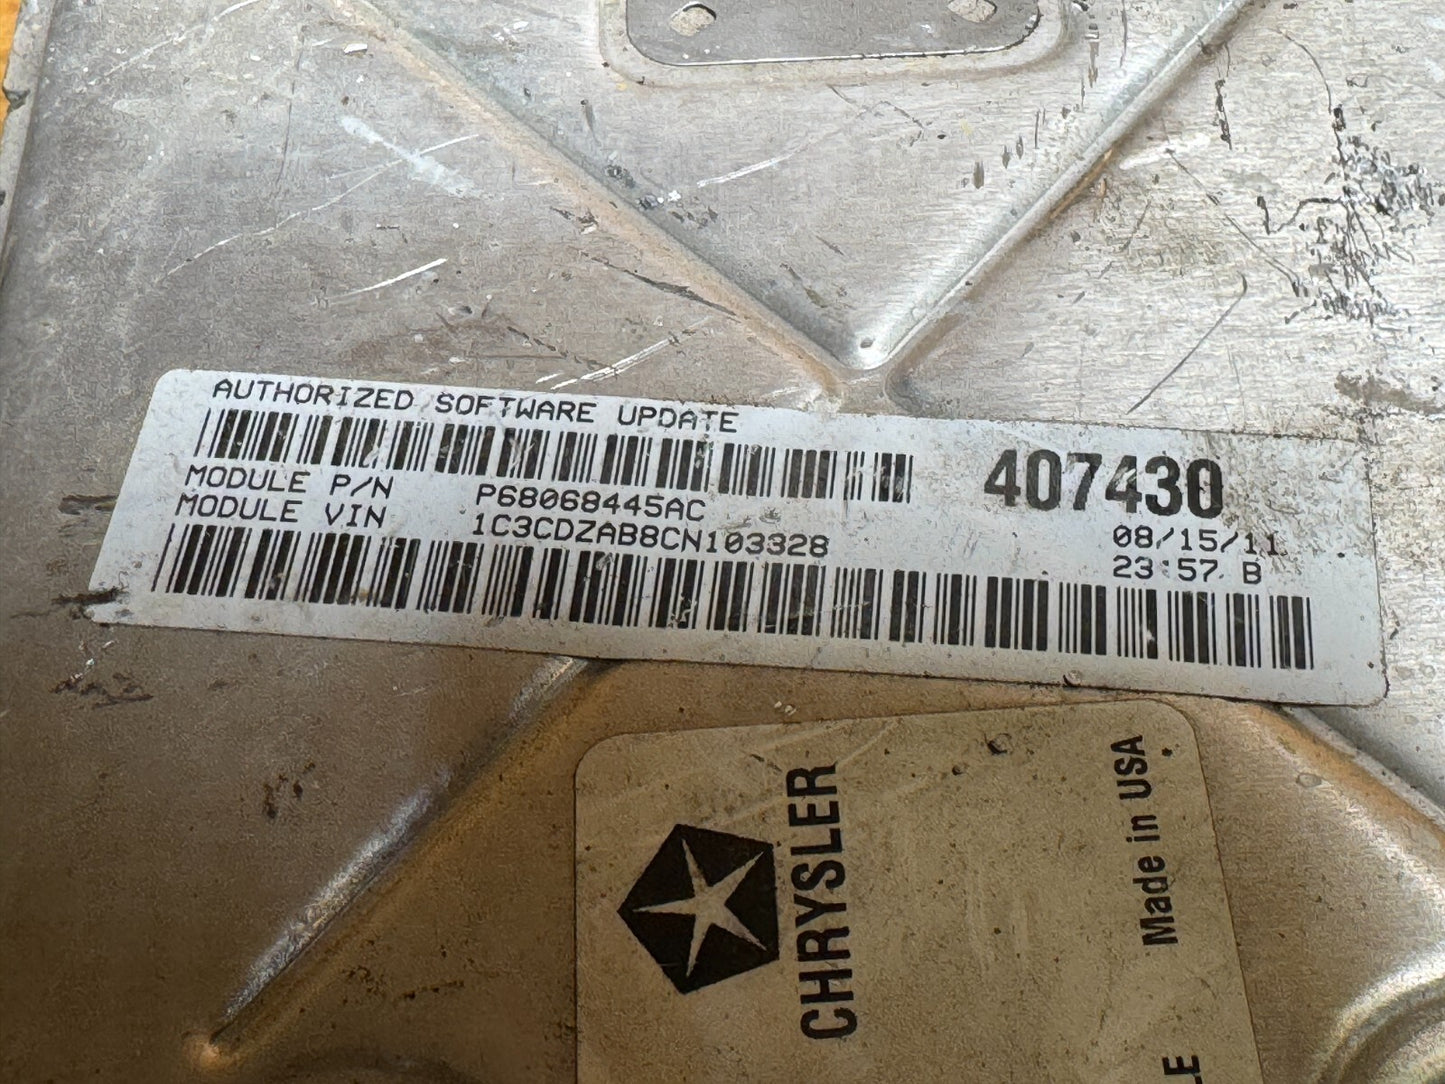 AUTHORIZED SOFTWARE UPDATE
407430
MODULE P/N P68068445AC
MODULE VIN 1C3CDZAB8CN103328
08/15/11
23:57 B
CHRYSLER
Made in USA